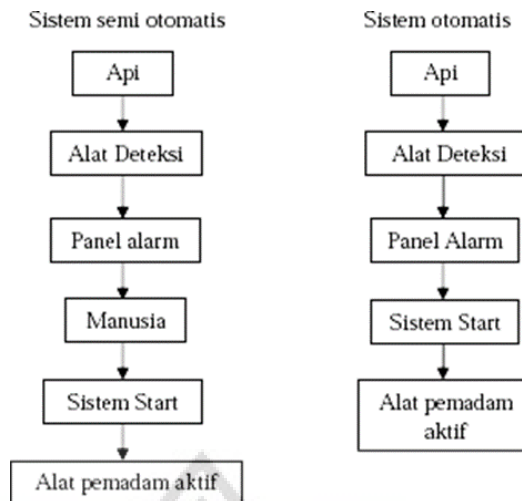 Sistem semi otomatis
Api
Alat Deteksi
Panel alarm
Manusia
Sistem Start
Alat pemadam aktif
Sistem otomatis
Api
Alat Deteksi
Panel Alarm
Sistem Start
Alat pemadam
aktif